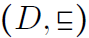 (D, ⊑)